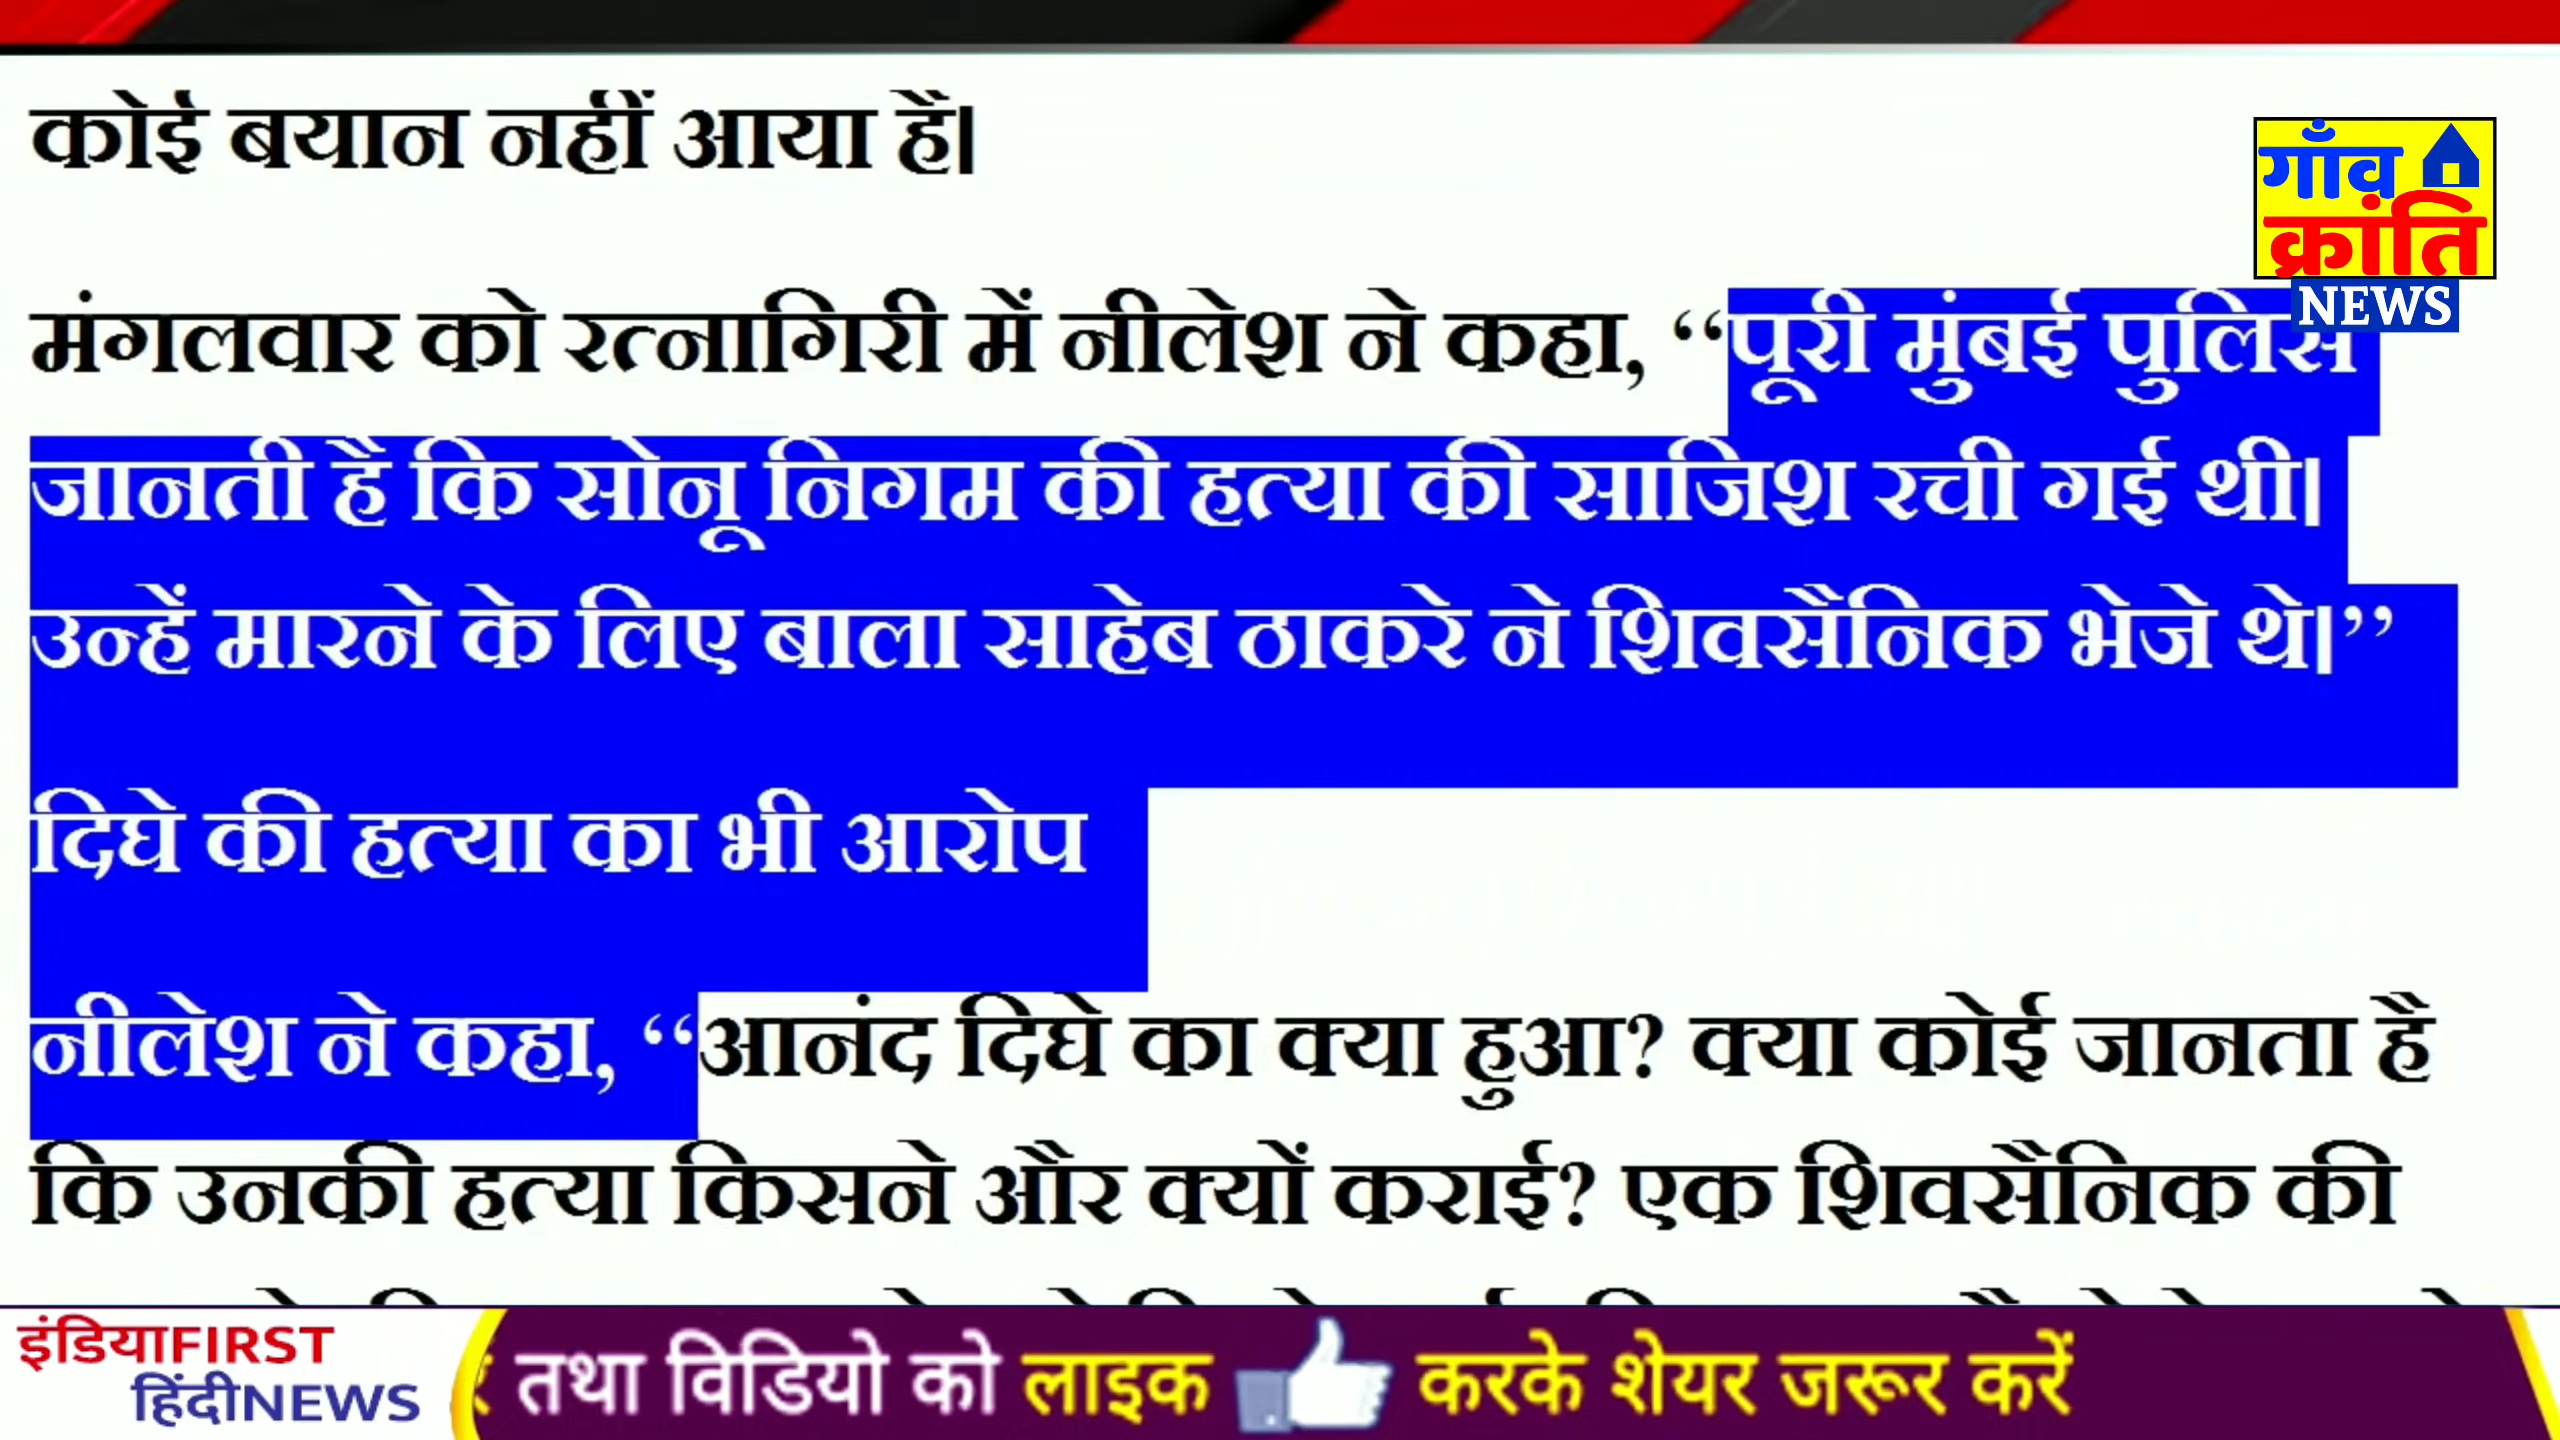 कोई बयान नहीं आया है।
गाँव
क्रांति
NEWS
मंगलवार को रत्नागिरी में नीलेश ने कहा, “पूरी मुंबई पुलिस
जानती है कि सोनू निगम की हत्या की साजिश रची गई थी।
उन्हें मारने के लिए बाला साहेब ठाकरे ने शिवसैनिक भेजे थे।”
दिघे की हत्या का भी आरोप
नीलेश ने कहा, “आनंद दिघे का क्या हुआ? क्या कोई जानता है
कि उनकी हत्या किसने और क्यों कराई? एक शिवसैनिक की
इंडियाFIRST
हिंदीNEWS
तथा विडियो को लाइक करके शेयर जरूर करें